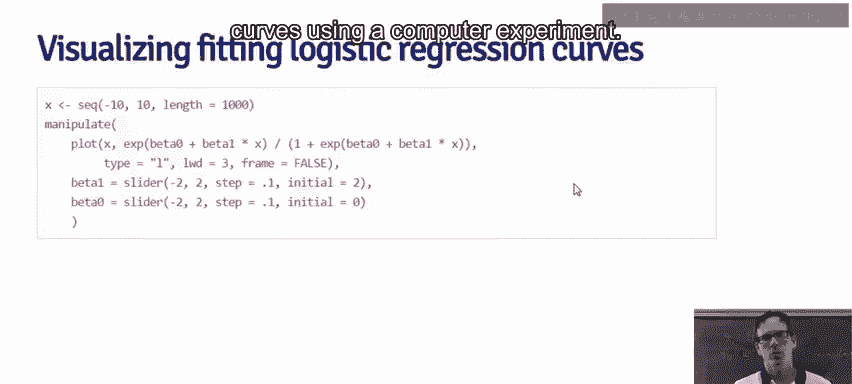 curves using a computer experiment.
Visualizing fitting logistic regression curves
x <- seq(-10, 10, length = 1000)
manipulate(
plot(x, exp(beta0 + beta1 * x) / (1 + exp(beta0 + beta1 * x)),
type = "l", lwd = 3, frame = FALSE),
beta1 = slider(-2, 2, step = .1, initial = 2),
beta0 = slider(-2, 2, step = .1, initial = 0)
)